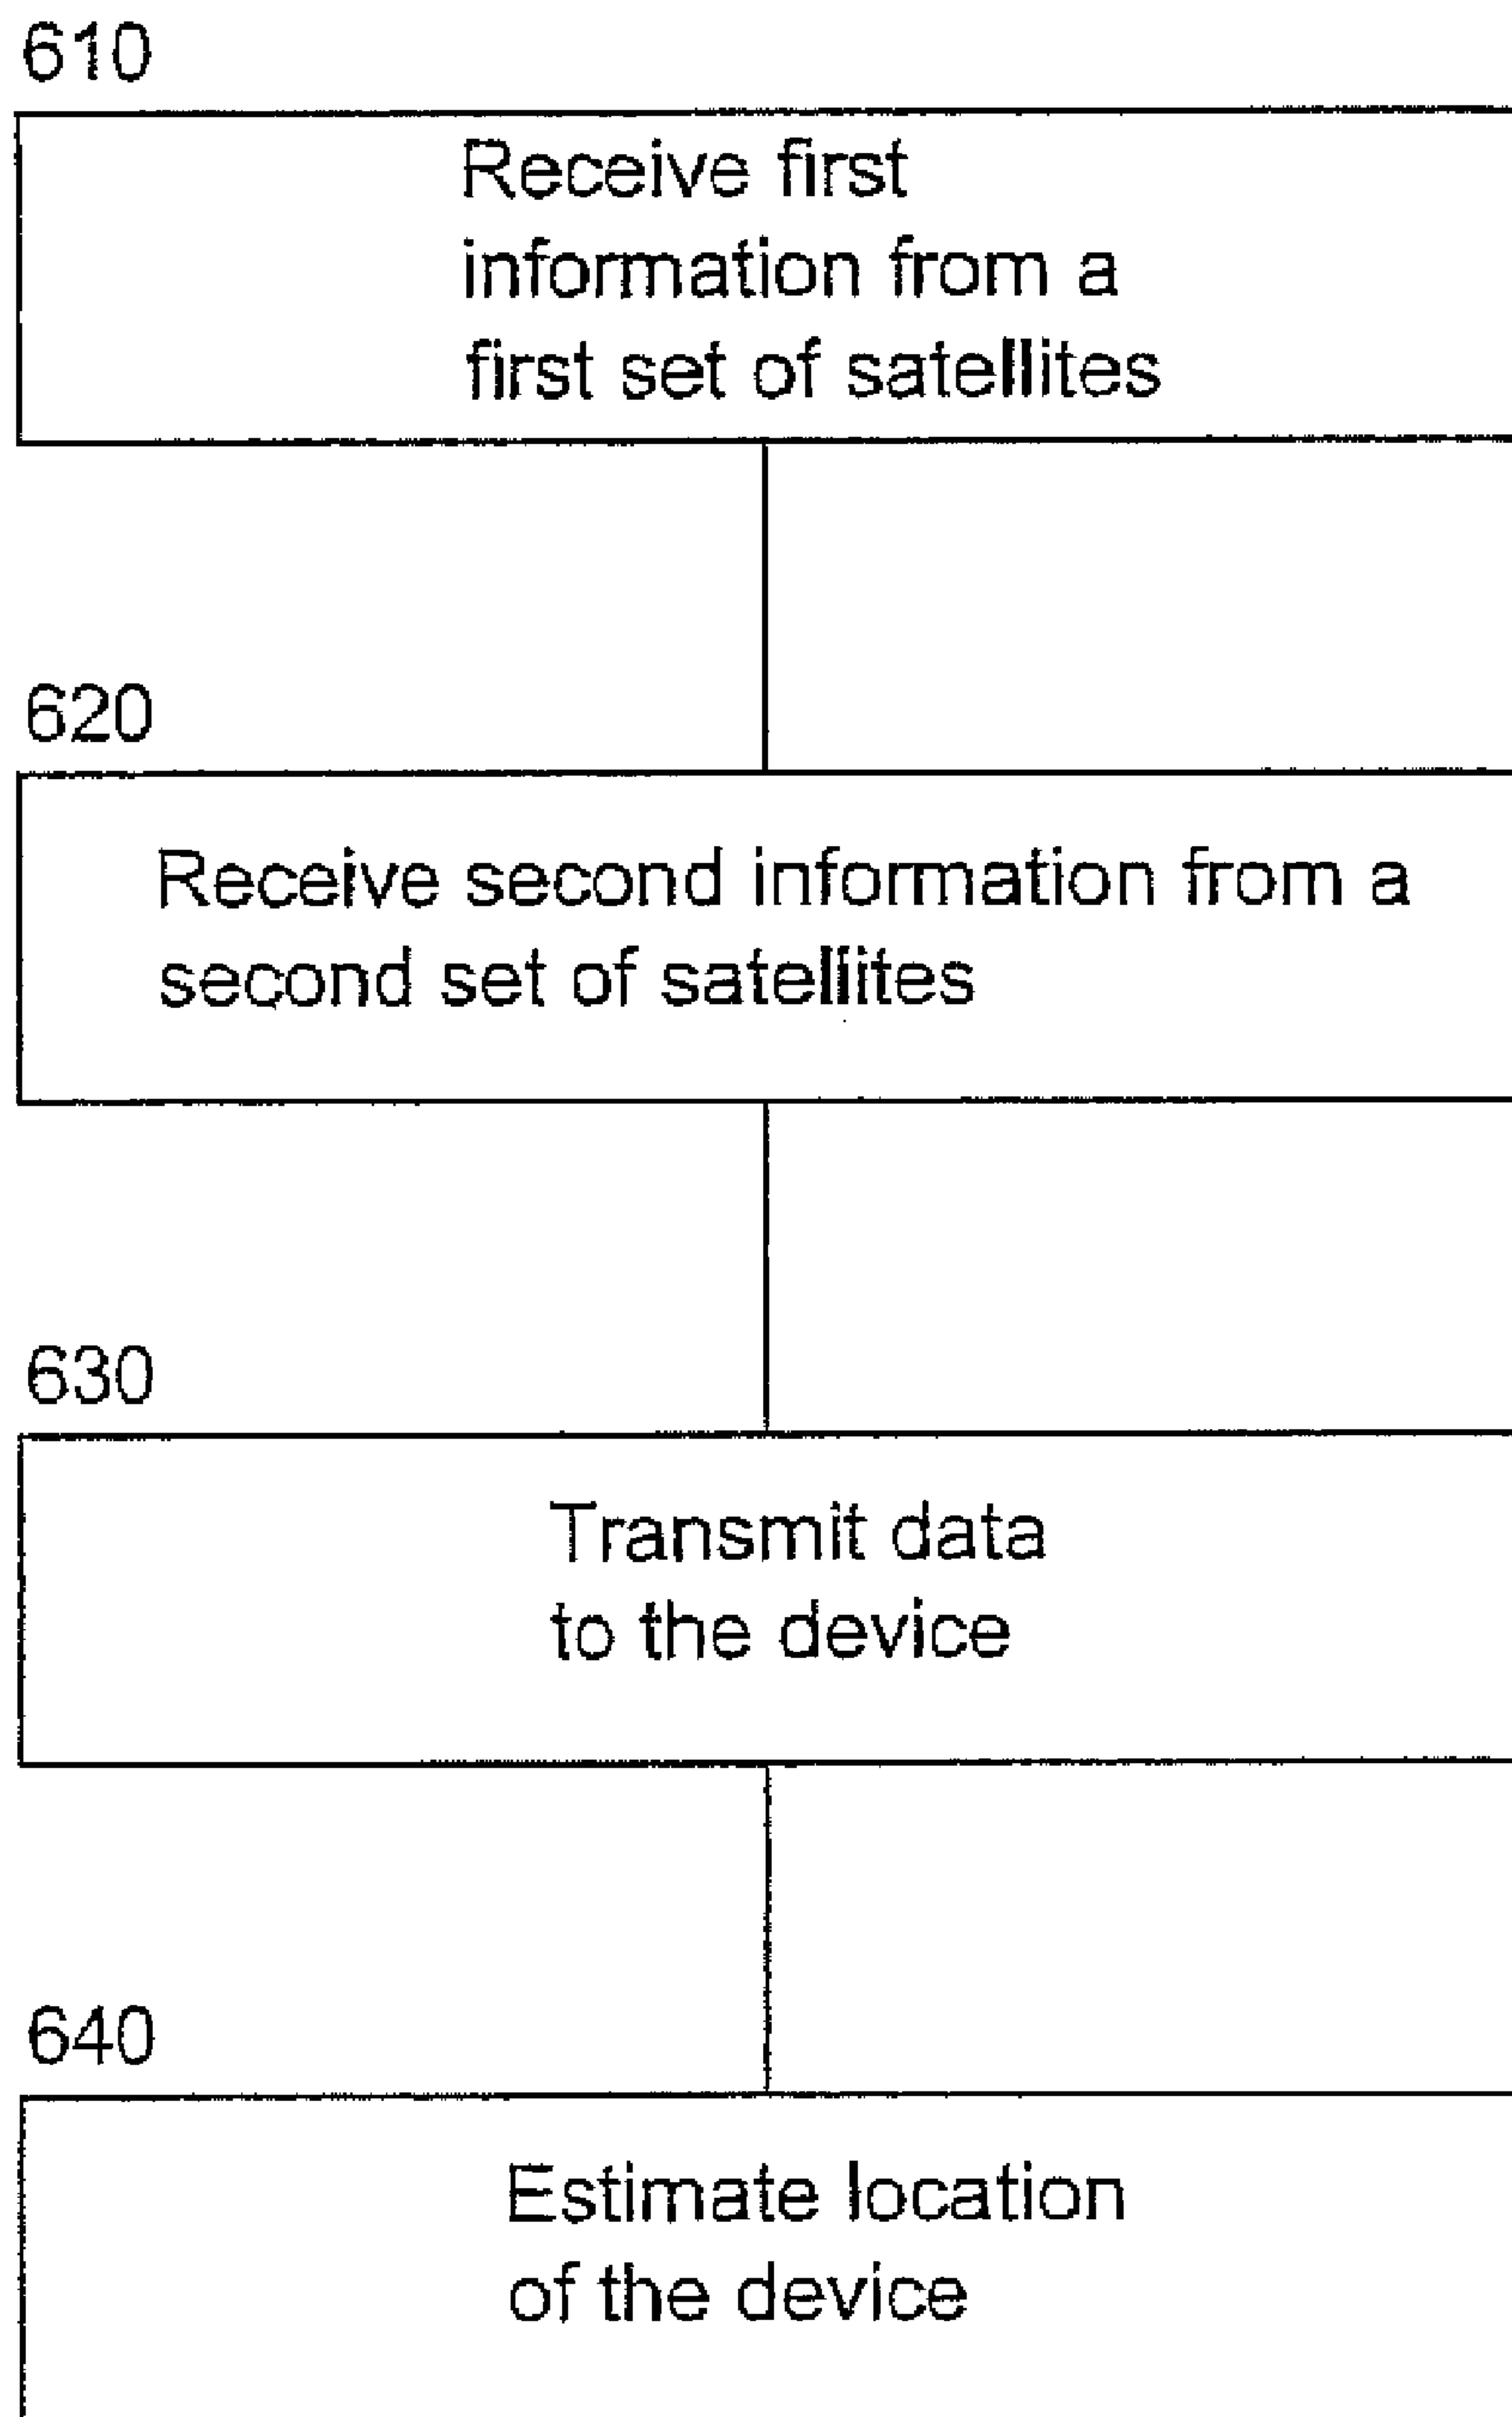 610
Receive first
information from a
first set of satellites
620
Receive second information from a
second set of satellites
630
Transmit data
to the device
640
Estimate location
of the device